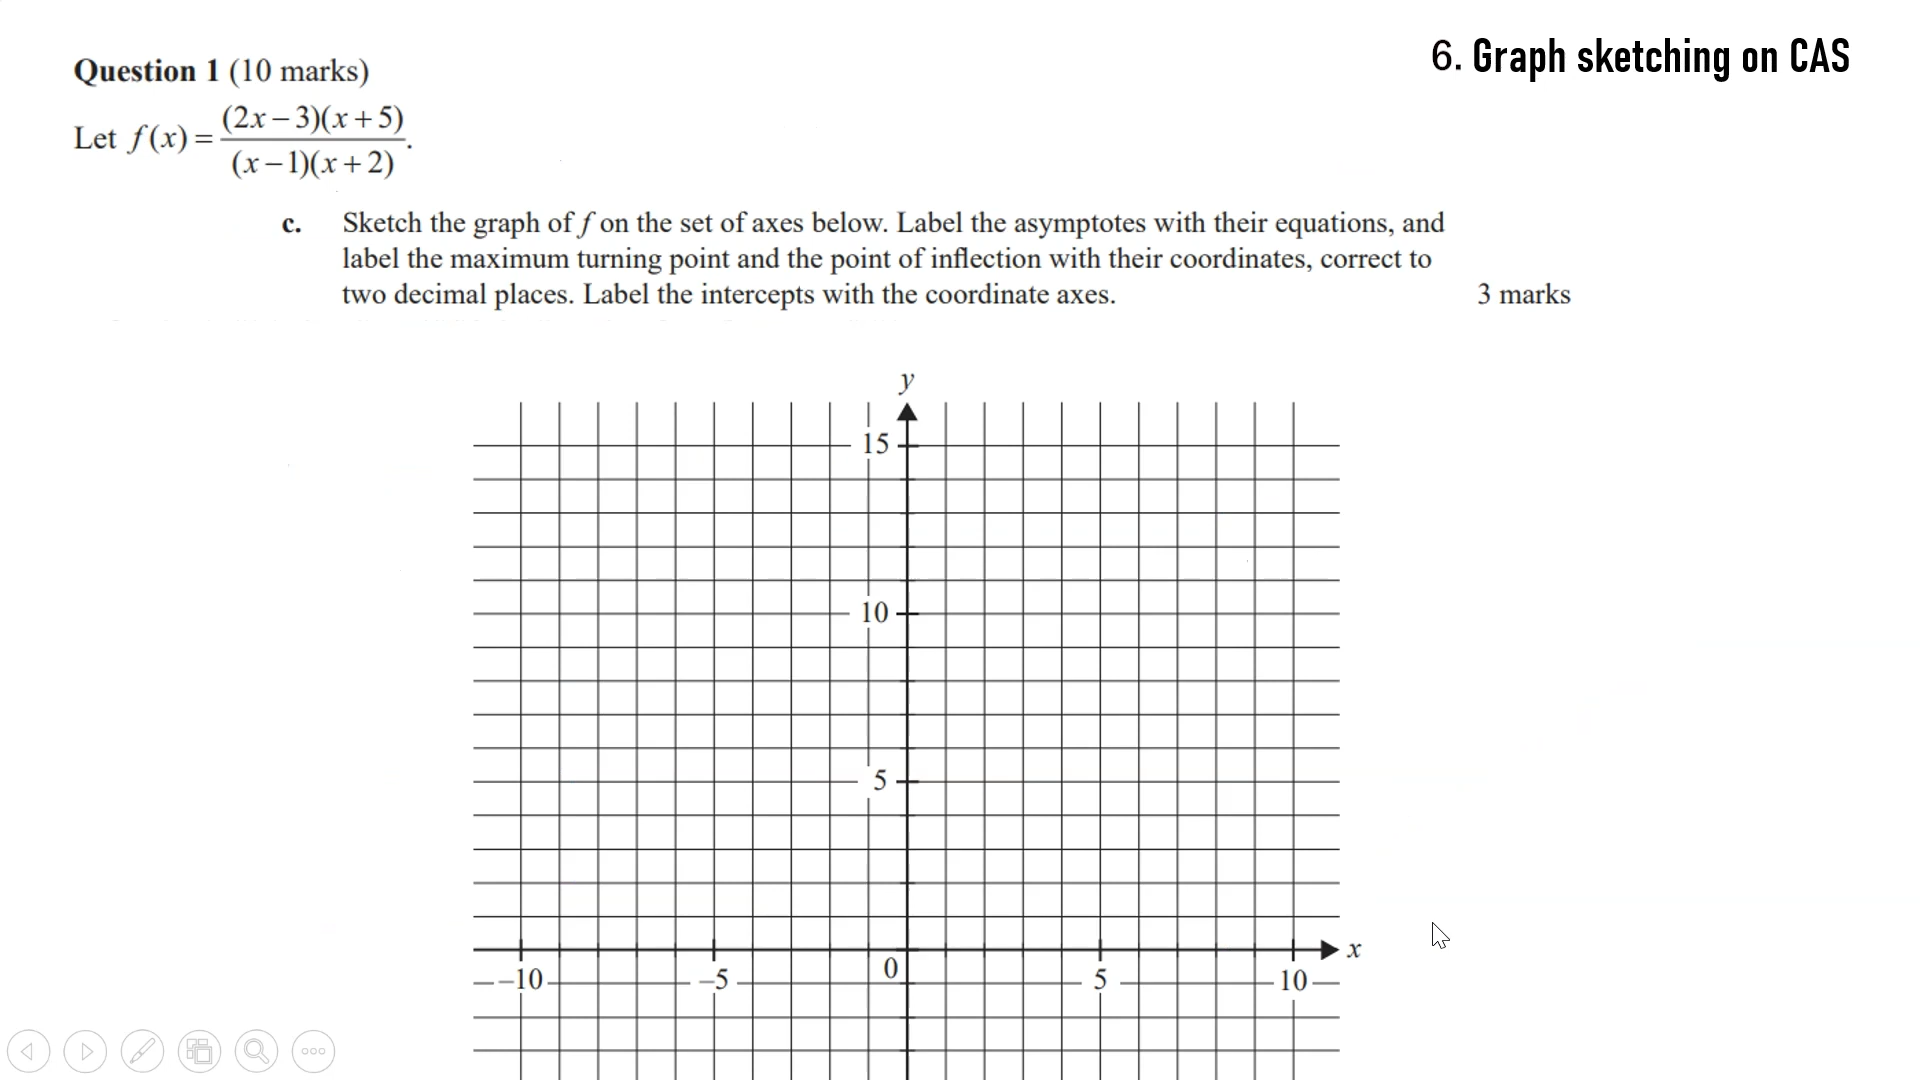 6. Graph sketching on CAS
Question 1 (10 marks)
Let f(x) = (2x – 3)(x + 5) / (x – 1)(x + 2).
c. Sketch the graph of f on the set of axes below. Label the asymptotes with their equations, and
label the maximum turning point and the point of inflection with their coordinates, correct to
two decimal places. Label the intercepts with the coordinate axes. 3 marks
y
15
10
5
x
–10 –5 0 5 10